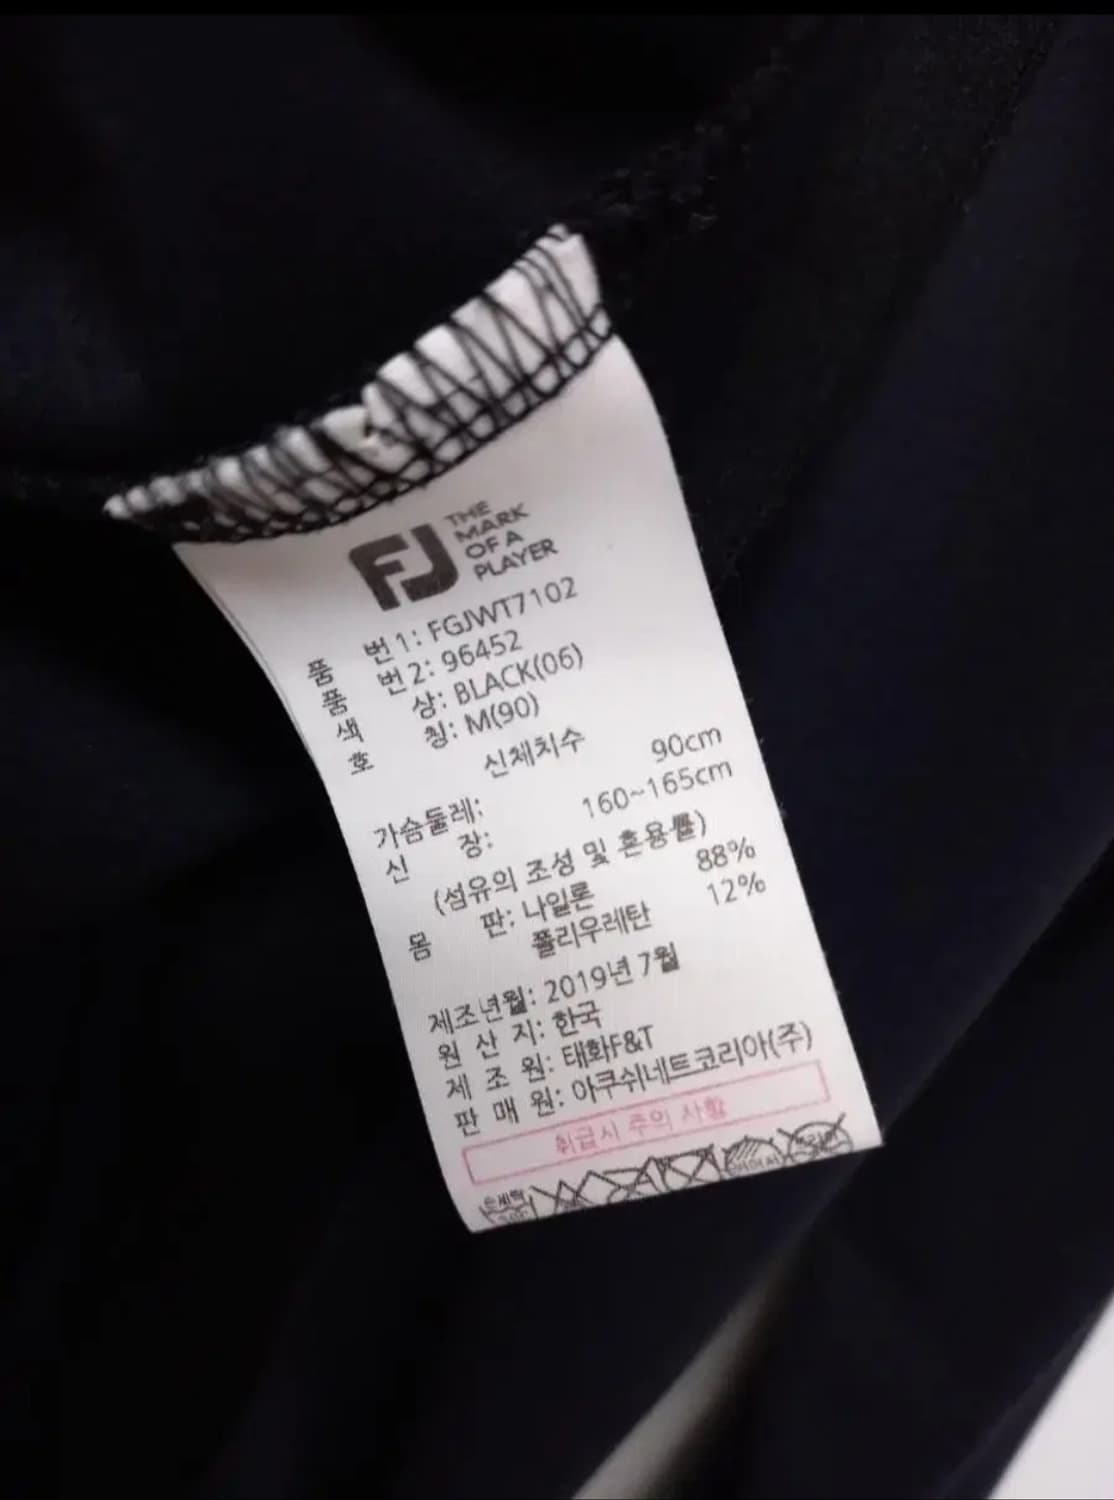 FJ THE
MARK
OF A
PLAYER
품 번1: FGJWT7102
품 번2: 96452
색 상: BLACK(06)
호 칭: M(90)
신체치수
가슴둘레: 90cm
신 장: 160~165cm
(섬유의 조성 및 혼용률)
몸 판: 나일론 88%
폴리우레탄 12%
제조년월: 2019년 7월
원 산 지: 한국
제 조 원: 태화F&T
판 매 원: 아쿠쉬네트코리아(주)
취급시 주의 사항
손세탁